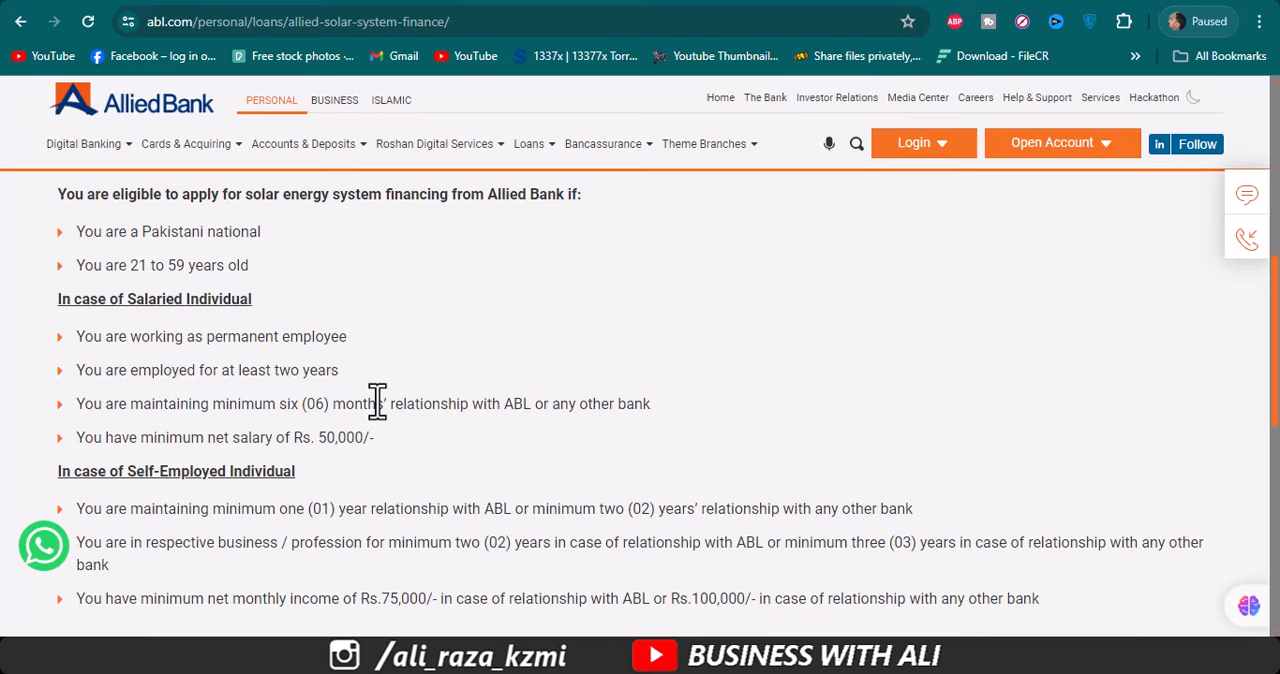 abl.com/personal/loans/allied-solar-system-finance/
ABP
Paused
YouTube
Facebook – log in o...
Free stock photos -...
Gmail
YouTube
1337x | 13377x Torr...
Youtube Thumbnail...
Share files privately,...
Download - FileCR
»
All Bookmarks
Allied Bank
PERSONAL BUSINESS ISLAMIC
Home The Bank Investor Relations Media Center Careers Help & Support Services Hackathon
Digital Banking Cards & Acquiring Accounts & Deposits Roshan Digital Services Loans Bancassurance Theme Branches
Login Open Account in Follow
You are eligible to apply for solar energy system financing from Allied Bank if:
You are a Pakistani national
You are 21 to 59 years old
In case of Salaried Individual
You are working as permanent employee
You are employed for at least two years
You are maintaining minimum six (06) months’ relationship with ABL or any other bank
You have minimum net salary of Rs. 50,000/-
In case of Self-Employed Individual
You are maintaining minimum one (01) year relationship with ABL or minimum two (02) years’ relationship with any other bank
You are in respective business / profession for minimum two (02) years in case of relationship with ABL or minimum three (03) years in case of relationship with any other
bank
You have minimum net monthly income of Rs.75,000/- in case of relationship with ABL or Rs.100,000/- in case of relationship with any other bank
/ali_raza_kzmi BUSINESS WITH ALI